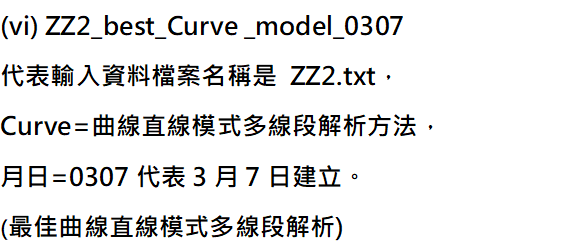 (vi) ZZ2_best_Curve _model_0307
代表輸入資料檔案名稱是 ZZ2.txt，
Curve=曲線直線模式多線段解析方法，
月日=0307 代表 3 月 7 日建立。
(最佳曲線直線模式多線段解析)